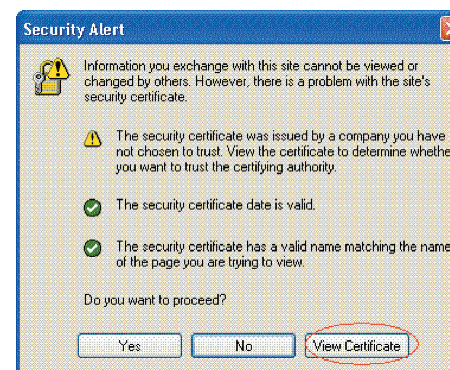 Security Alert
Information you exchange with this site cannot be viewed or
changed by others. However, there is a problem with the site's
security certificate.
The security certificate was issued by a company you have
not chosen to trust. View the certificate to determine whethe
you want to trust the certifying authority.
The security certificate date is valid.
The security certificate has a valid name matching the name
of the page you are trying to view.
Do you want to proceed?
Yes No View Certificate